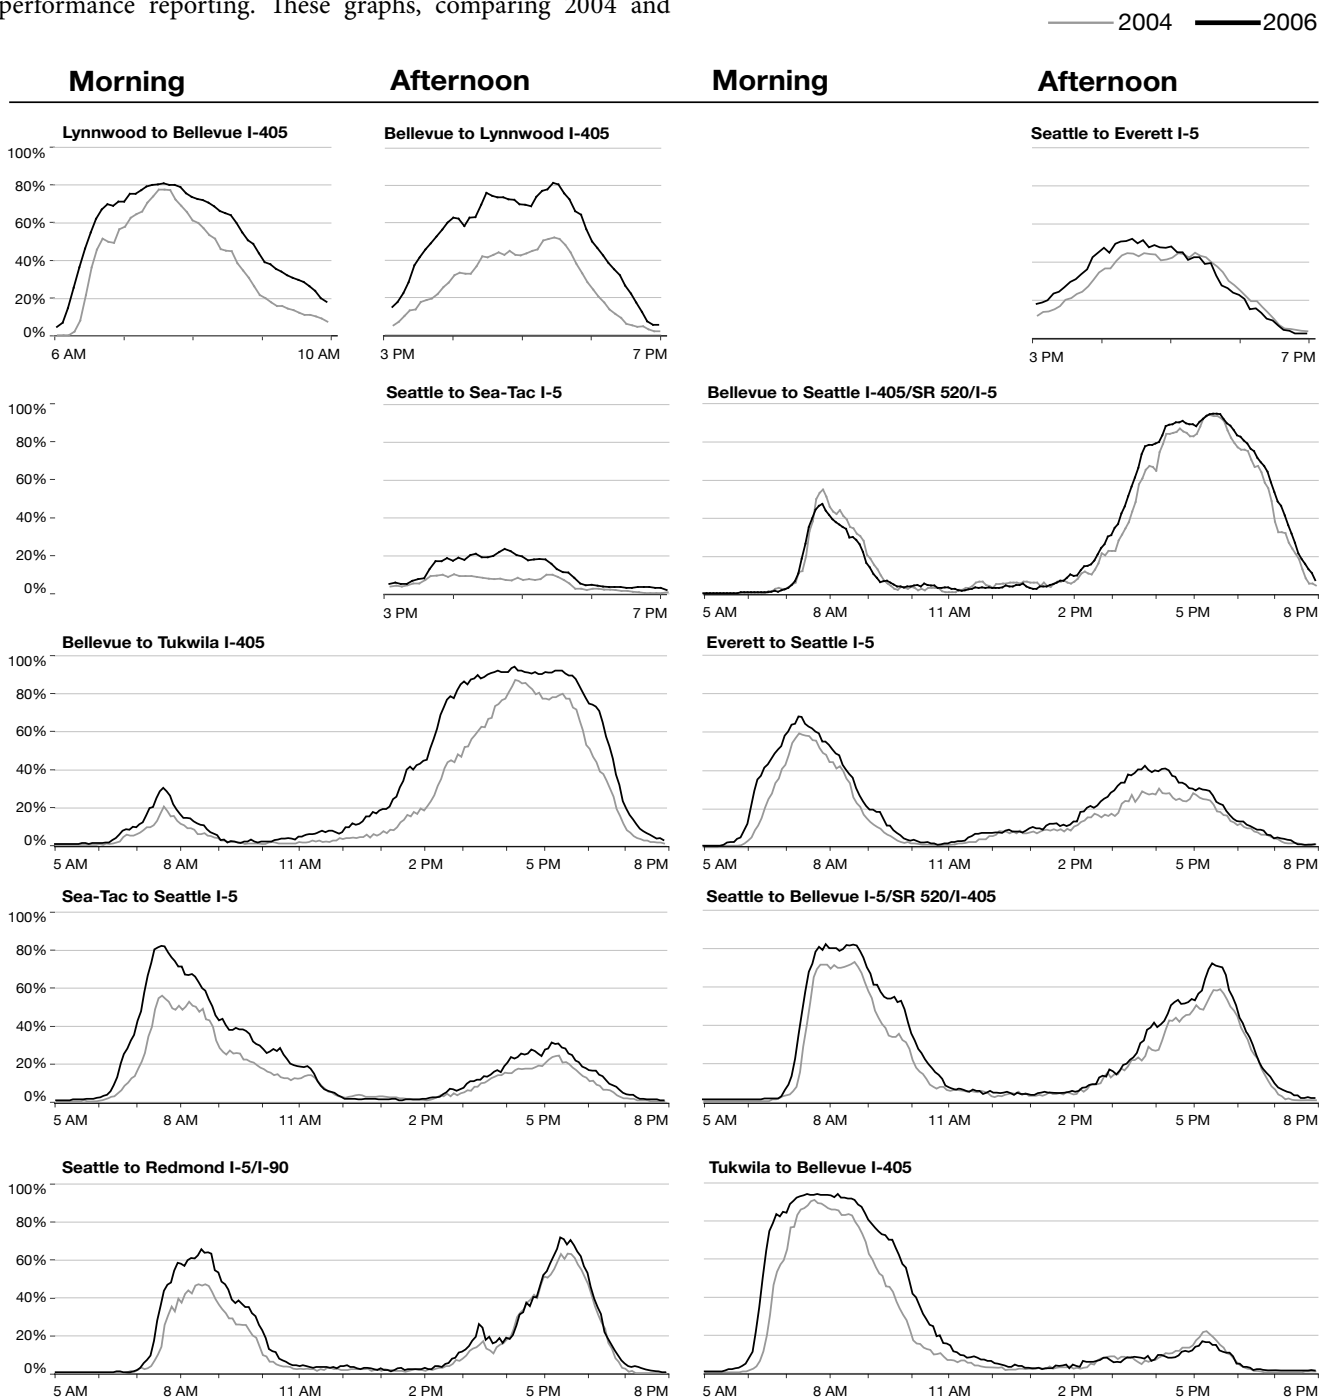 performance reporting. These graphs, comparing 2004 and
2004 2006
Morning Afternoon Morning Afternoon
Lynnwood to Bellevue I-405
100%
80%
60%
40%
20%
0%
6 AM 10 AM
Bellevue to Lynnwood I-405
3 PM 7 PM
Seattle to Everett I-5
3 PM 7 PM
100%
80%
60%
40%
20%
0%
Seattle to Sea-Tac I-5
3 PM 7 PM
Bellevue to Seattle I-405/SR 520/I-5
5 AM 8 AM 11 AM 2 PM 5 PM 8 PM
Bellevue to Tukwila I-405
100%
80%
60%
40%
20%
0%
5 AM 8 AM 11 AM 2 PM 5 PM 8 PM
Everett to Seattle I-5
5 AM 8 AM 11 AM 2 PM 5 PM 8 PM
Sea-Tac to Seattle I-5
100%
80%
60%
40%
20%
0%
5 AM 8 AM 11 AM 2 PM 5 PM 8 PM
Seattle to Bellevue I-5/SR 520/I-405
5 AM 8 AM 11 AM 2 PM 5 PM 8 PM
Seattle to Redmond I-5/I-90
100%
80%
60%
40%
20%
0%
5 AM 8 AM 11 AM 2 PM 5 PM 8 PM
Tukwila to Bellevue I-405
5 AM 8 AM 11 AM 2 PM 5 PM 8 PM